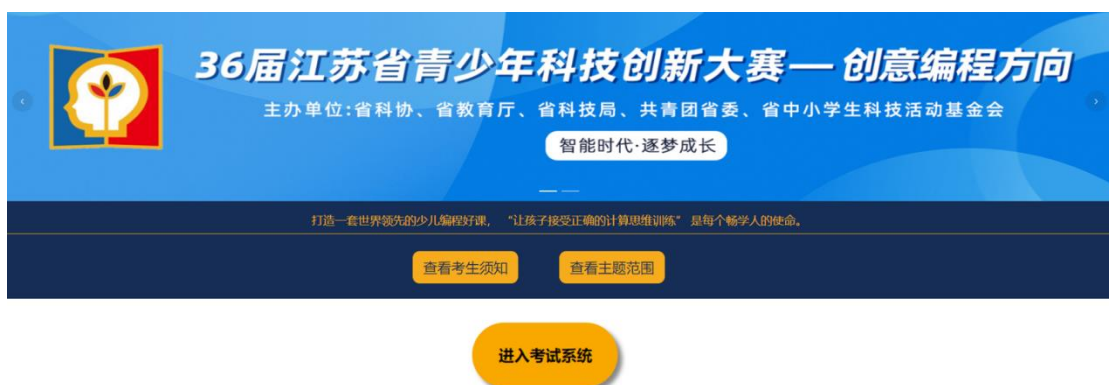 36届江苏省青少年科技创新大赛—创意编程方向
主办单位:省科协、省教育厅、省科技局、共青团省委、省中小学生科技活动基金会
智能时代·逐梦成长
打造一套世界领先的少儿编程好课，“让孩子接受正确的计算思维训练”是每个畅学人的使命。
查看考生须知
查看主题范围
进入考试系统